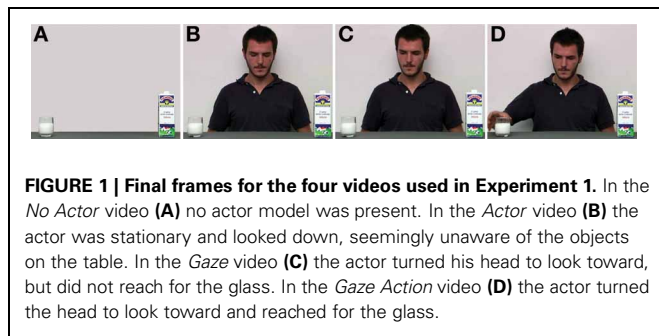 A B C D
FIGURE 1 | Final frames for the four videos used in Experiment 1. In the
No Actor video (A) no actor model was present. In the Actor video (B) the
actor was stationary and looked down, seemingly unaware of the objects
on the table. In the Gaze video (C) the actor turned his head to look toward,
but did not reach for the glass. In the Gaze Action video (D) the actor turned
the head to look toward and reached for the glass.